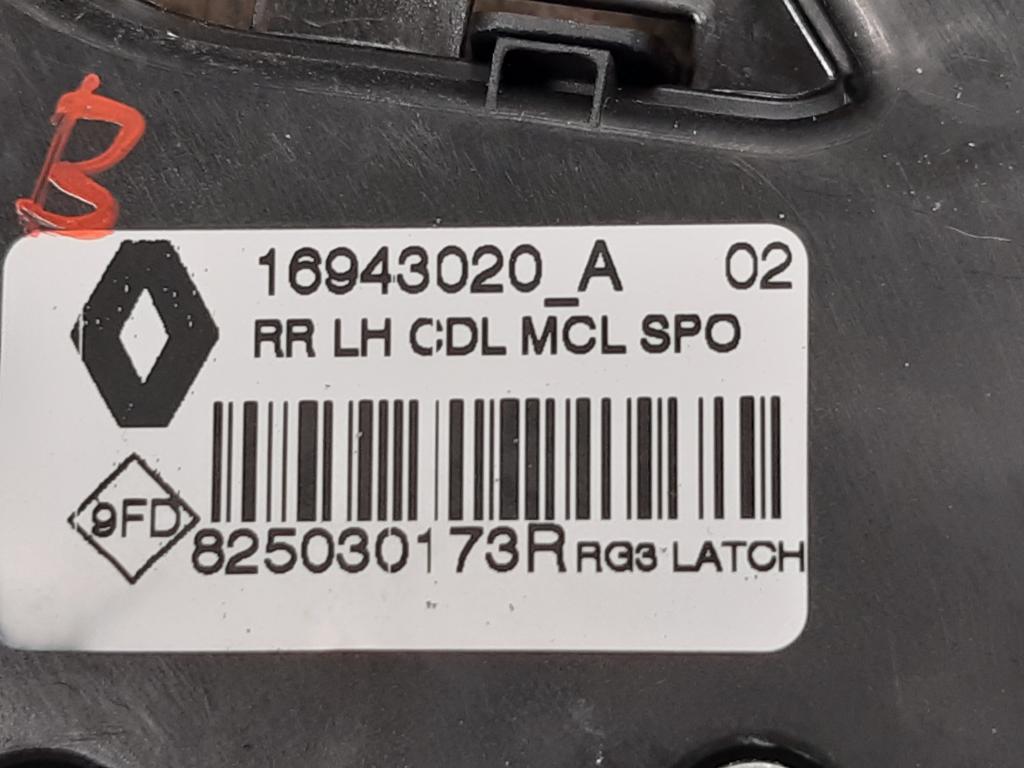 B
16943020_A 02
RR LH CDL MCL SPO
9FD
825030173R RG3 LATCH